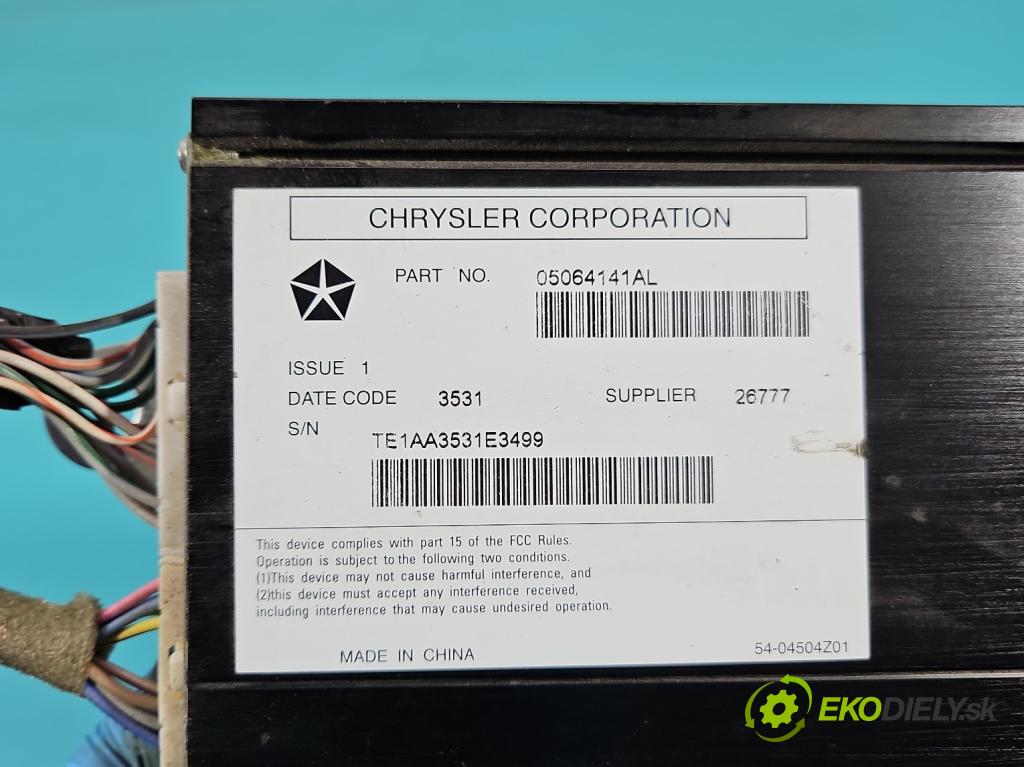 CHRYSLER CORPORATION
PART NO. 05064141AL
ISSUE 1
DATE CODE 3531 SUPPLIER 26777
S/N TE1AA3531E3499
This device complies with part 15 of the FCC Rules.
Operation is subject to the following two conditions.
(1)This device may not cause harmful interference, and
(2)this device must accept any interference received,
including interference that may cause undesired operation.
MADE IN CHINA 54-04504Z01
EKODIELY.sk